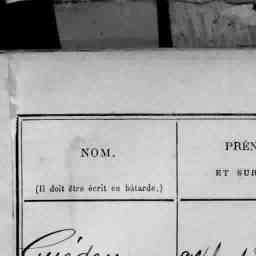 NOM.
(Il doit être écrit en bâtarde.)
PRÉN
ET SUR